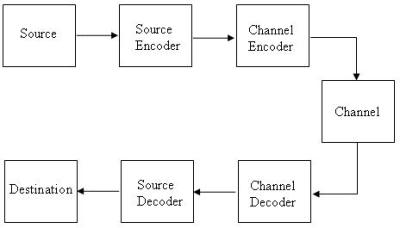 Source
Source
Encoder
Channel
Encoder
Channel
Destination
Source
Decoder
Channel
Decoder